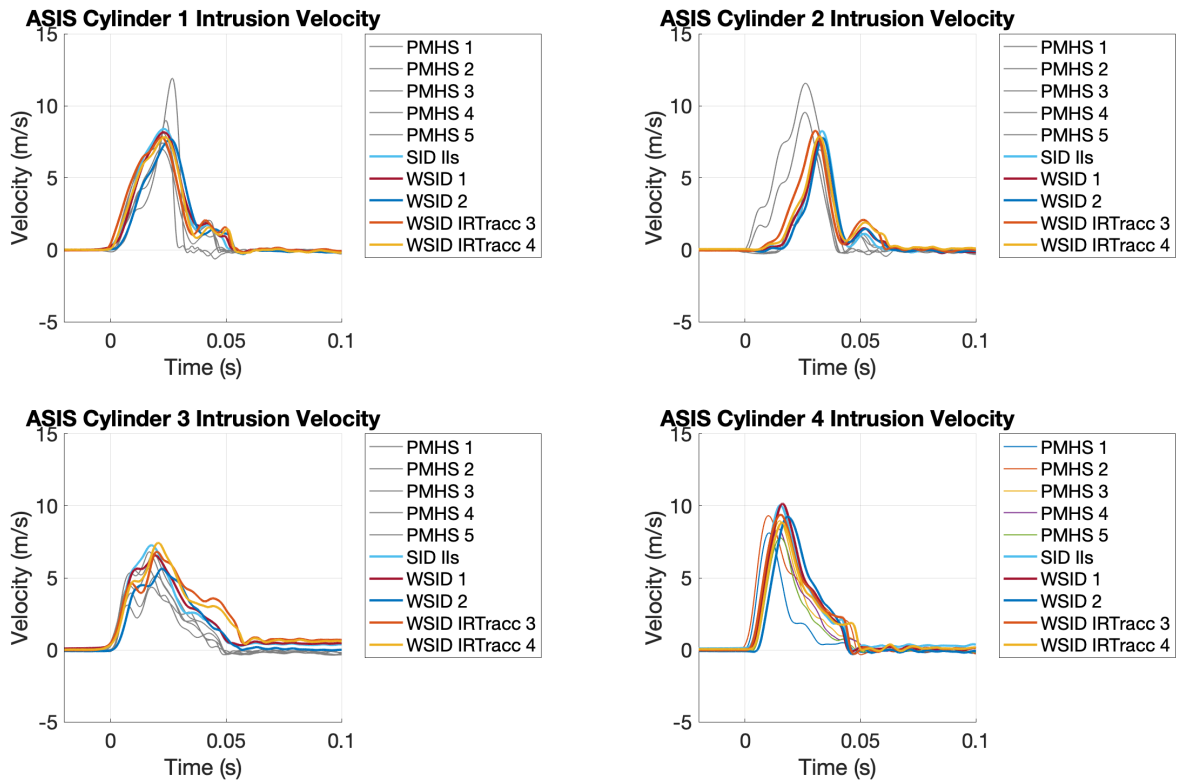 ASIS Cylinder 1 Intrusion Velocity
15
10
5
0
-5
Velocity (m/s)
0
0.05
0.1
Time (s)
PMHS 1
PMHS 2
PMHS 3
PMHS 4
PMHS 5
SID IIs
WSID 1
WSID 2
WSID IRTracc 3
WSID IRTracc 4
ASIS Cylinder 2 Intrusion Velocity
15
10
5
0
-5
Velocity (m/s)
0
0.05
0.1
Time (s)
PMHS 1
PMHS 2
PMHS 3
PMHS 4
PMHS 5
SID IIs
WSID 1
WSID 2
WSID IRTracc 3
WSID IRTracc 4
ASIS Cylinder 3 Intrusion Velocity
15
10
5
0
-5
Velocity (m/s)
0
0.05
0.1
Time (s)
PMHS 1
PMHS 2
PMHS 3
PMHS 4
PMHS 5
SID IIs
WSID 1
WSID 2
WSID IRTracc 3
WSID IRTracc 4
ASIS Cylinder 4 Intrusion Velocity
15
10
5
0
-5
Velocity (m/s)
0
0.05
0.1
Time (s)
PMHS 1
PMHS 2
PMHS 3
PMHS 4
PMHS 5
SID IIs
WSID 1
WSID 2
WSID IRTracc 3
WSID IRTracc 4